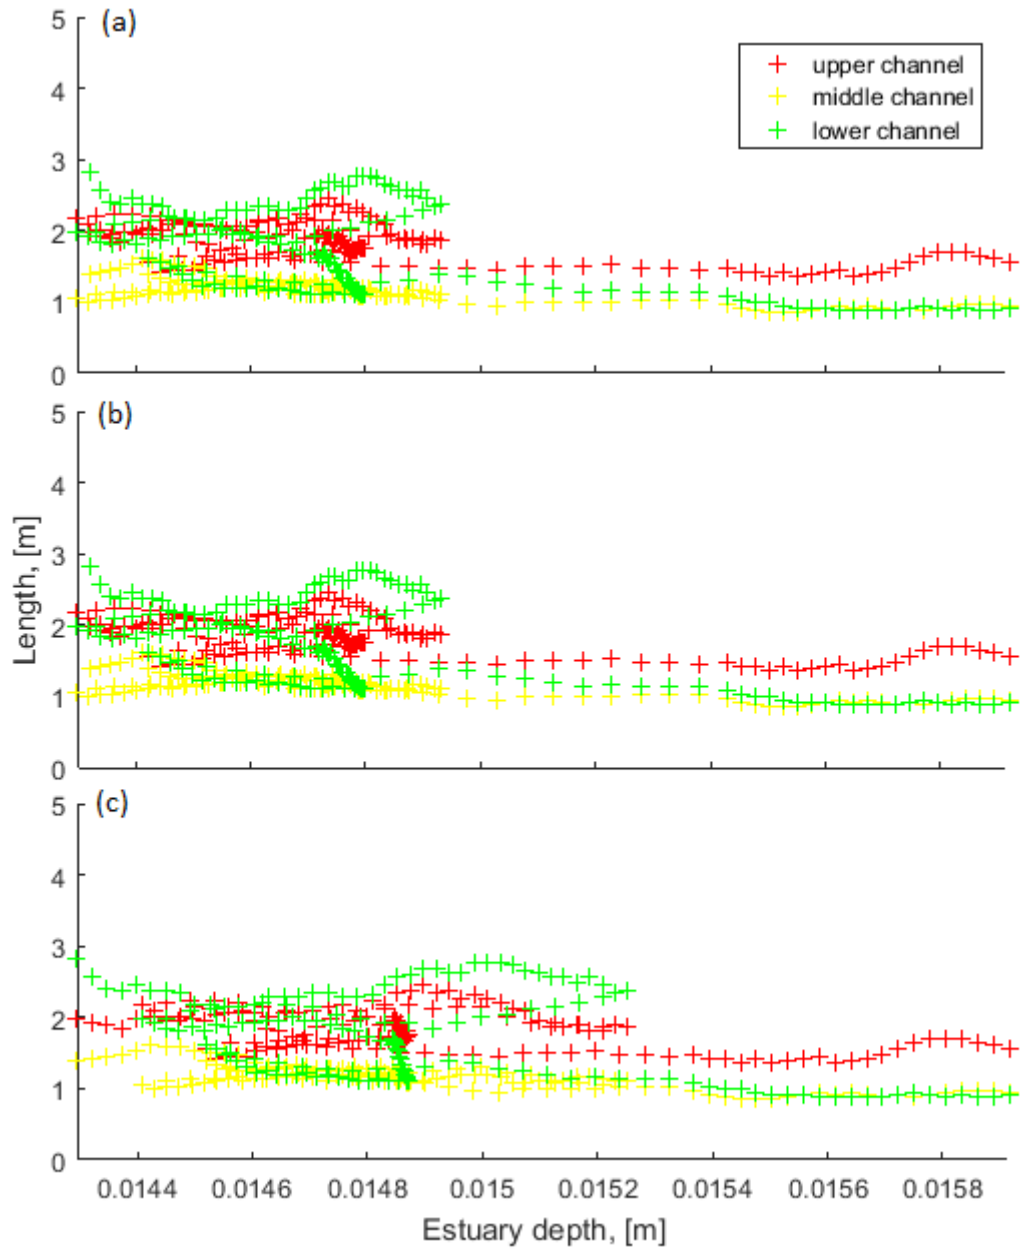 (a)
5
4
3
2
1
0
upper channel
middle channel
lower channel
(b)
5
4
3
2
1
0
Length, [m]
(c)
5
4
3
2
1
0
0.0144 0.0146 0.0148 0.015 0.0152 0.0154 0.0156 0.0158
Estuary depth, [m]